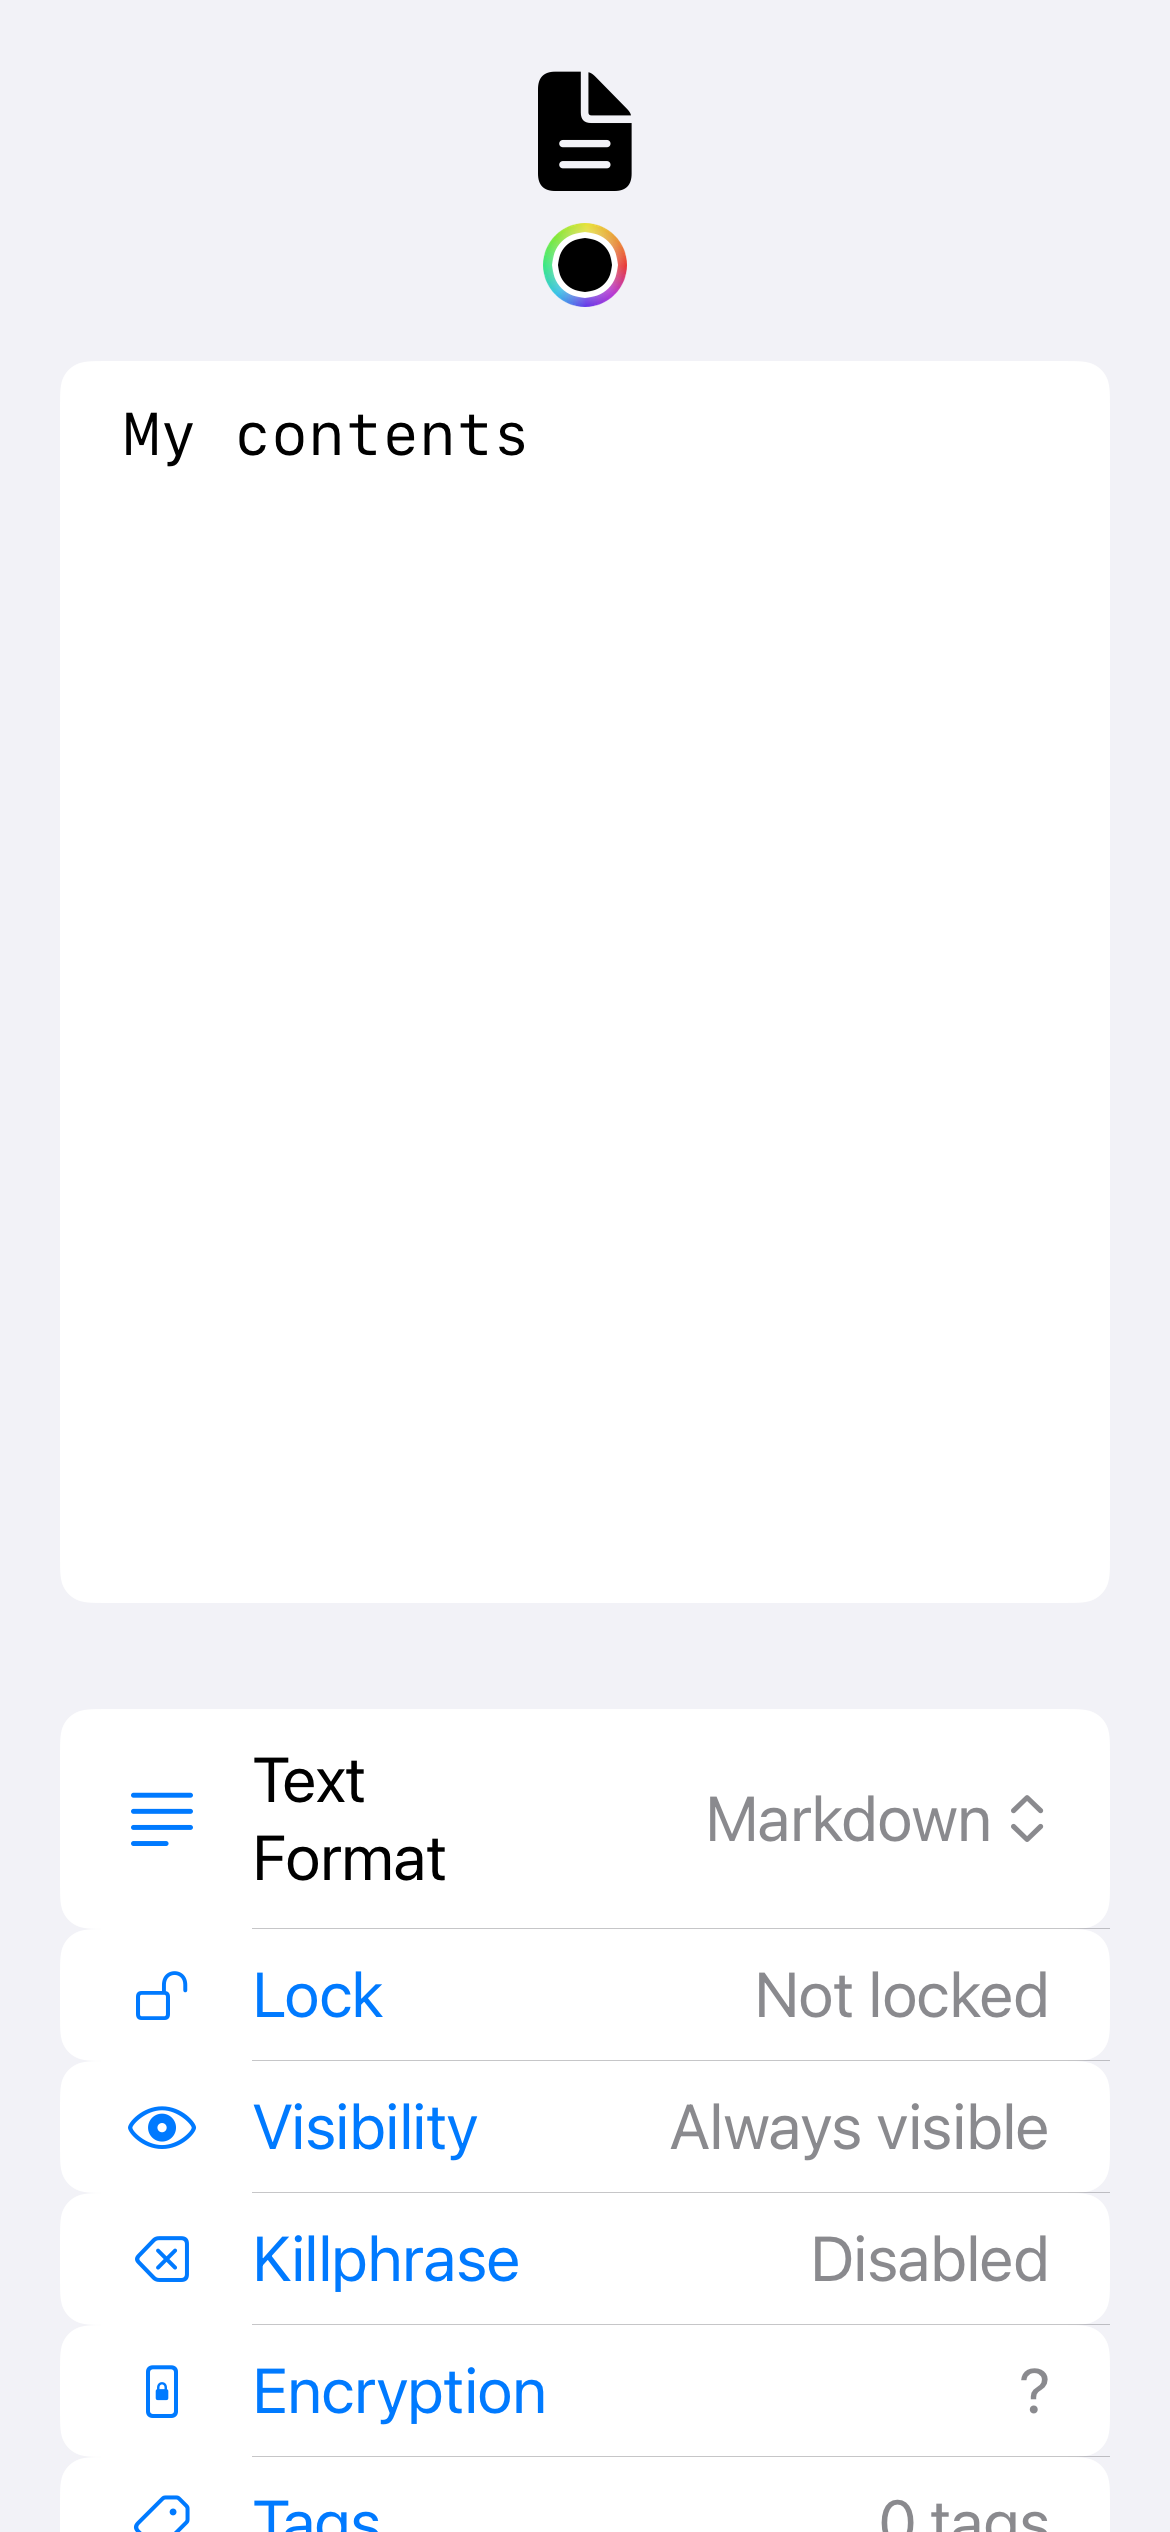 My contents
Text
Format
Markdown
Lock Not locked
Visibility Always visible
Killphrase Disabled
Encryption ?
Tags 0 tags